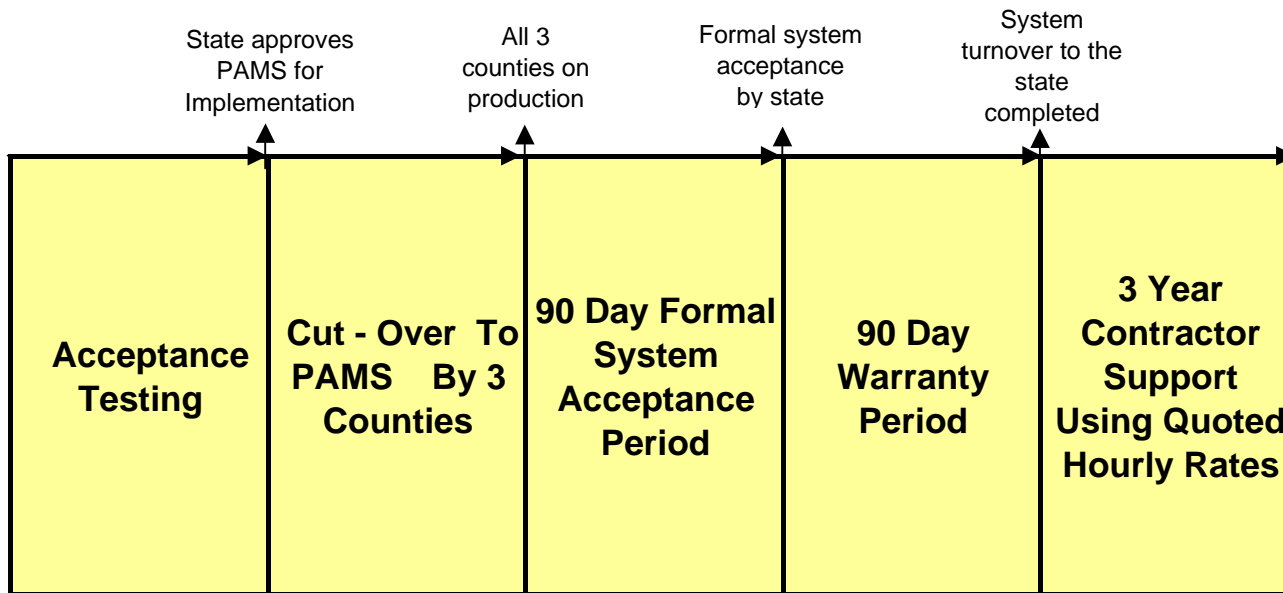 State approves
PAMS for
Implementation
All 3
counties on
production
Formal system
acceptance
by state
System
turnover to the
state
completed
Acceptance
Testing
Cut - Over To
PAMS By 3
Counties
90 Day Formal
System
Acceptance
Period
90 Day
Warranty
Period
3 Year
Contractor
Support
Using Quoted
Hourly Rates